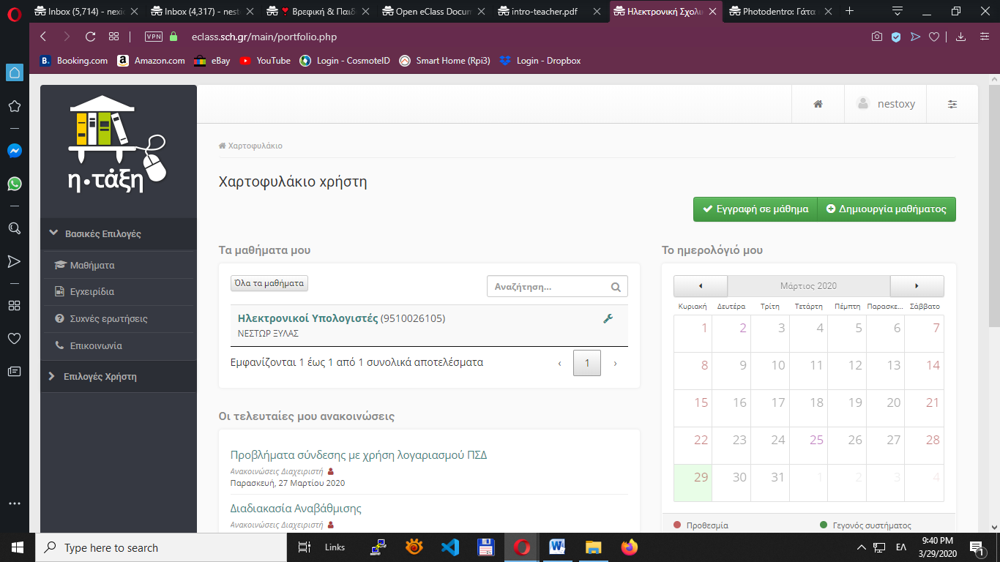 Inbox (5,714) - nexi
Inbox (4,317) - nest
Βρεφική & Παιδ
Open eClass Docum
intro-teacher.pdf
Ηλεκτρονική Σχολι
Photodentro: Γάτα
VPN eclass.sch.gr/main/portfolio.php
B. Booking.com a Amazon.com eBay YouTube Login - CosmoteID Smart Home (Rpi3) Login - Dropbox
η•τάξη
Βασικές Επιλογές
Μαθήματα
Εγχειρίδια
Συχνές ερωτήσεις
Επικοινωνία
Επιλογές Χρήστη
nestoxy
Χαρτοφυλάκιο
Χαρτοφυλάκιο χρήστη
Εγγραφή σε μάθημα Δημιουργία μαθήματος
Τα μαθήματα μου
Όλα τα μαθήματα Αναζήτηση...
Ηλεκτρονικοί Υπολογιστές (9510026105)
ΝΕΣΤΩΡ ΞΥΛΑΣ
Εμφανίζονται 1 έως 1 από 1 συνολικά αποτελέσματα ‹ 1 ›
Οι τελευταίες μου ανακοινώσεις
Προβλήματα σύνδεσης με χρήση λογαριασμού ΠΣΔ
Ανακοινώσεις Διαχειριστή
Παρασκευή, 27 Μαρτίου 2020
Διαδιακασία Αναβάθμισης
Ανακοινώσεις Διαχειριστή
Το ημερολόγιό μου
Μάρτιος 2020
Κυριακή Δευτέρα Τρίτη Τετάρτη Πέμπτη Παρασκε... Σάββατο
1 2 3 4 5 6 7
8 9 10 11 12 13 14
15 16 17 18 19 20 21
22 23 24 25 26 27 28
29 30 31 1 2 3 4
Προθεσμία Γεγονός συστήματος
Type here to search Links
ΕΛ
9:40 PM
3/29/2020
1